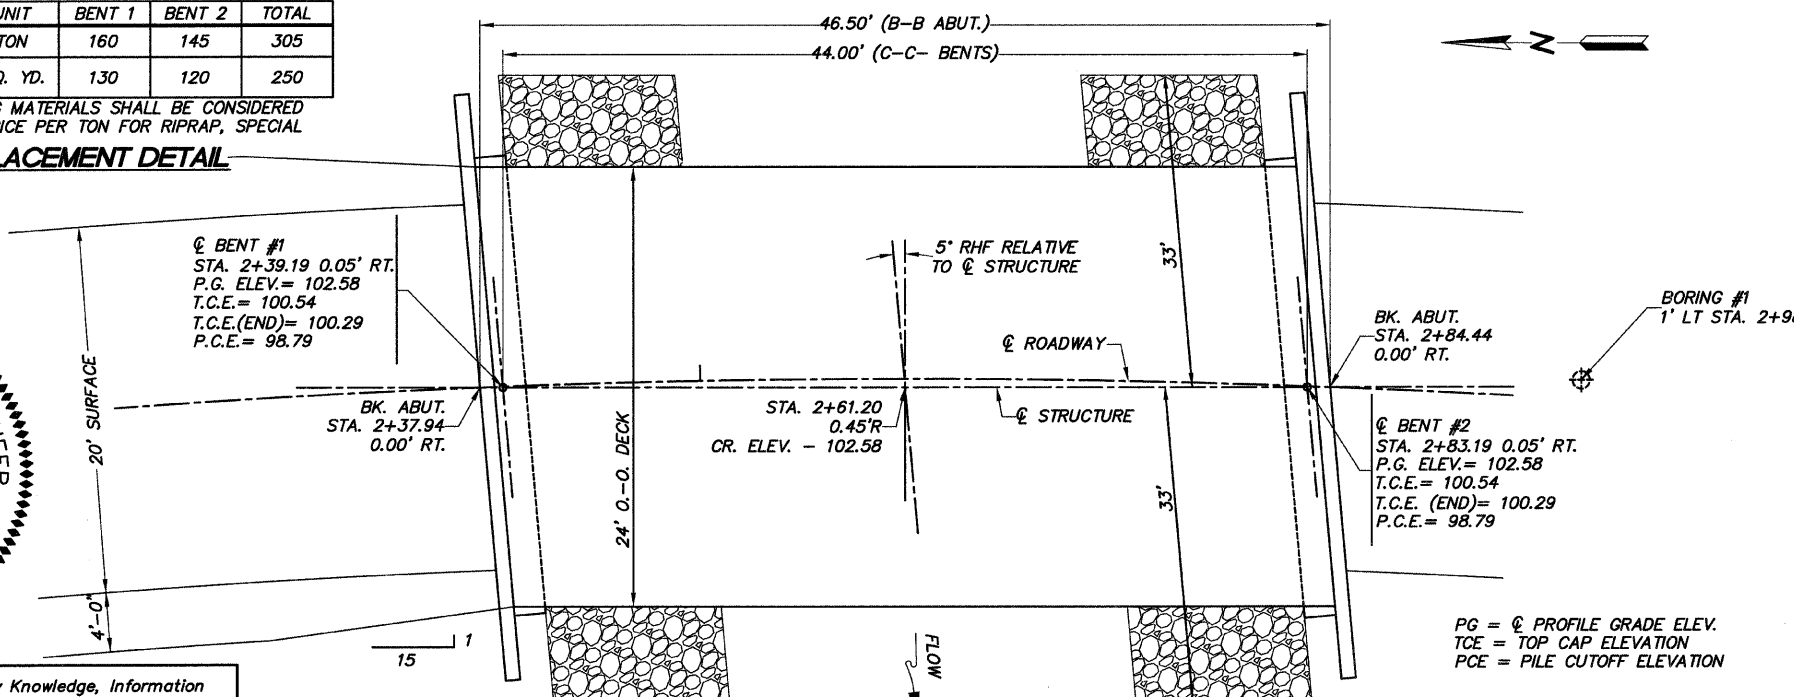 UNIT BENT 1 BENT 2 TOTAL
TON 160 145 305
Q. YD. 130 120 250
MATERIALS SHALL BE CONSIDERED
ICE PER TON FOR RIPRAP, SPECIAL
LACEMENT DETAIL
46.50' (B-B ABUT.)
44.00' (C-C- BENTS)
N
℄ BENT #1
STA. 2+39.19 0.05' RT.
P.G. ELEV.= 102.58
T.C.E.= 100.54
T.C.E.(END)= 100.29
P.C.E.= 98.79
5° RHF RELATIVE
TO ℄ STRUCTURE
33'
BORING #1
1' LT STA. 2+9
BK. ABUT.
STA. 2+84.44
0.00' RT.
℄ ROADWAY
20' SURFACE
BK. ABUT.
STA. 2+37.94
0.00' RT.
24' O.-O. DECK
STA. 2+61.20
0.45'R
CR. ELEV. - 102.58
℄ STRUCTURE
℄ BENT #2
STA. 2+83.19 0.05' RT.
P.G. ELEV.= 102.58
T.C.E.= 100.54
T.C.E. (END)= 100.29
P.C.E.= 98.79
33'
4'-0"
15
1
FLOW
PG = ℄ PROFILE GRADE ELEV.
TCE = TOP CAP ELEVATION
PCE = PILE CUTOFF ELEVATION
Knowledge, Information